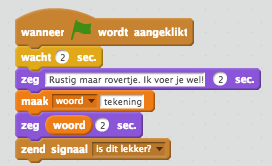 wanneer wordt aangeklikt
wacht 2 sec.
zeg Rustig maar rovertje. Ik voer je wel! 2 sec.
maak woord tekening
zeg woord 2 sec.
zend signaal Is dit lekker?